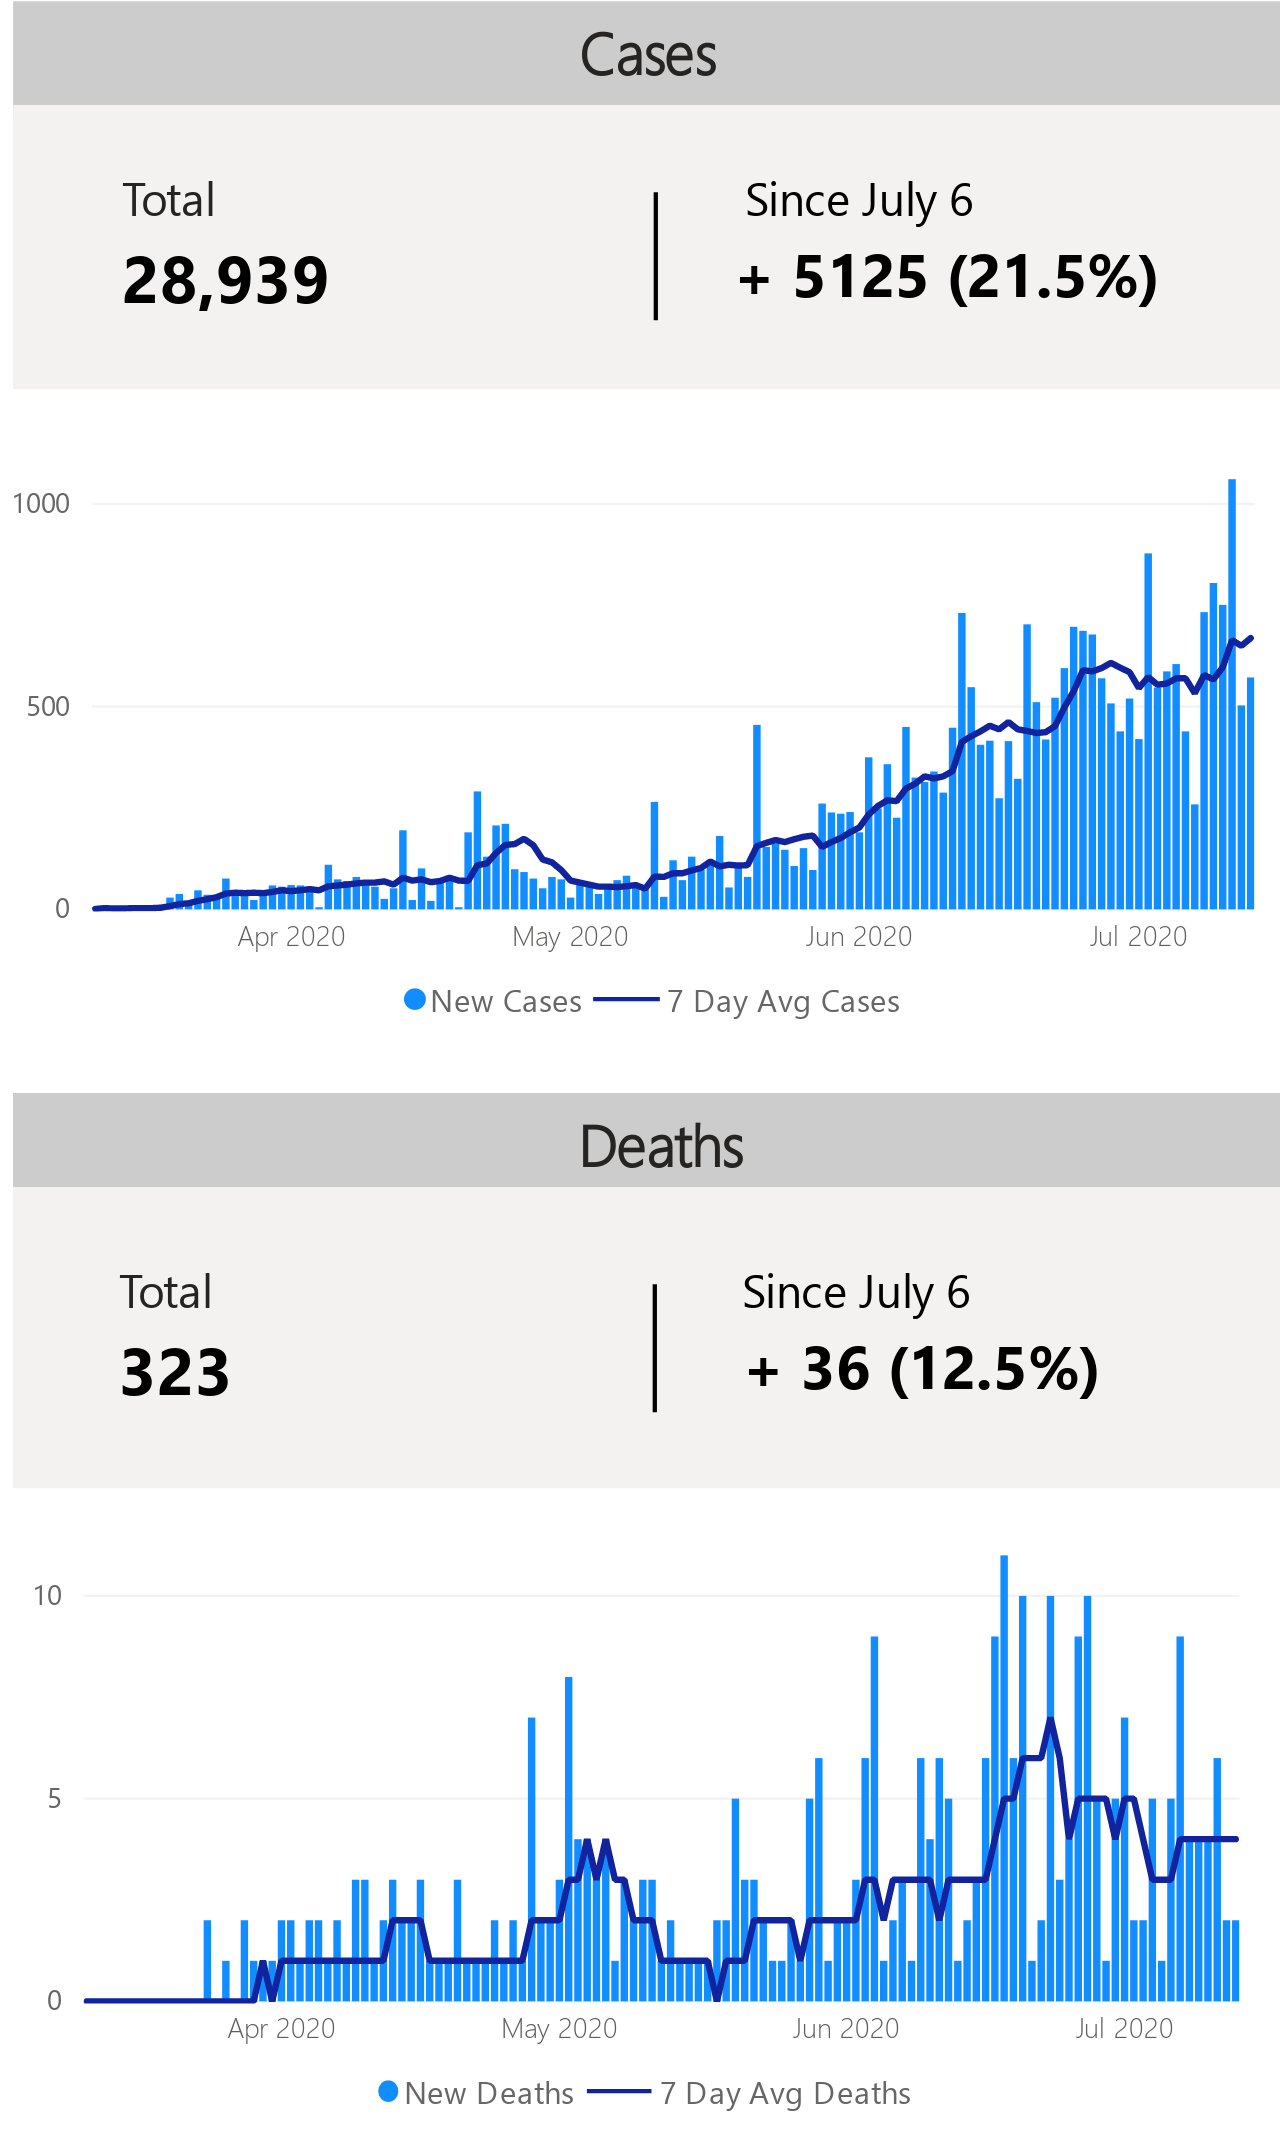 Cases
Total
Since July 6
28,939
+ 5125 (21.5%)
1000
500
0
Apr 2020 May 2020 Jun 2020 Jul 2020
New Cases 7 Day Avg Cases
Deaths
Total
Since July 6
323
+ 36 (12.5%)
10
5
0
Apr 2020 May 2020 Jun 2020 Jul 2020
New Deaths 7 Day Avg Deaths